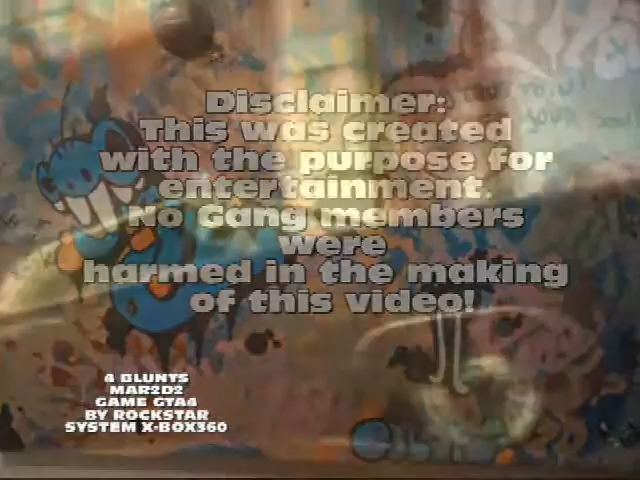 Disclaimer:
This was created
with the purpose for
entertainment.
No Gang members
were
harmed in the making
of this video!
4 BLUNTS
MAR2D2
GAME GTA4
BY ROCKSTAR
SYSTEM X-BOX360